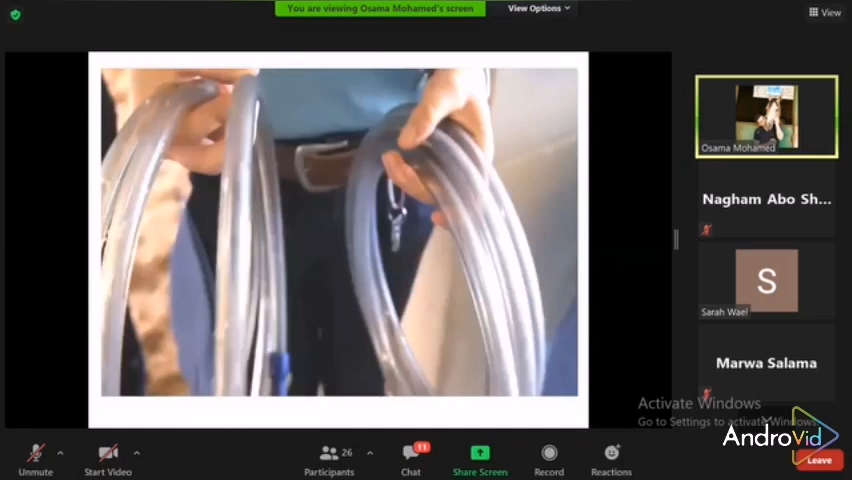 You are viewing Osama Mohamed's screen
View Options
View
Osama Mohamed
Nagham Abo Sh...
S
Sarah Wael
Marwa Salama
Activate Windows
Go to Settings to activate Windows.
AndroVid
Unmute
Start Video
26
Participants
11
Chat
Share Screen
Record
Reactions
Leave